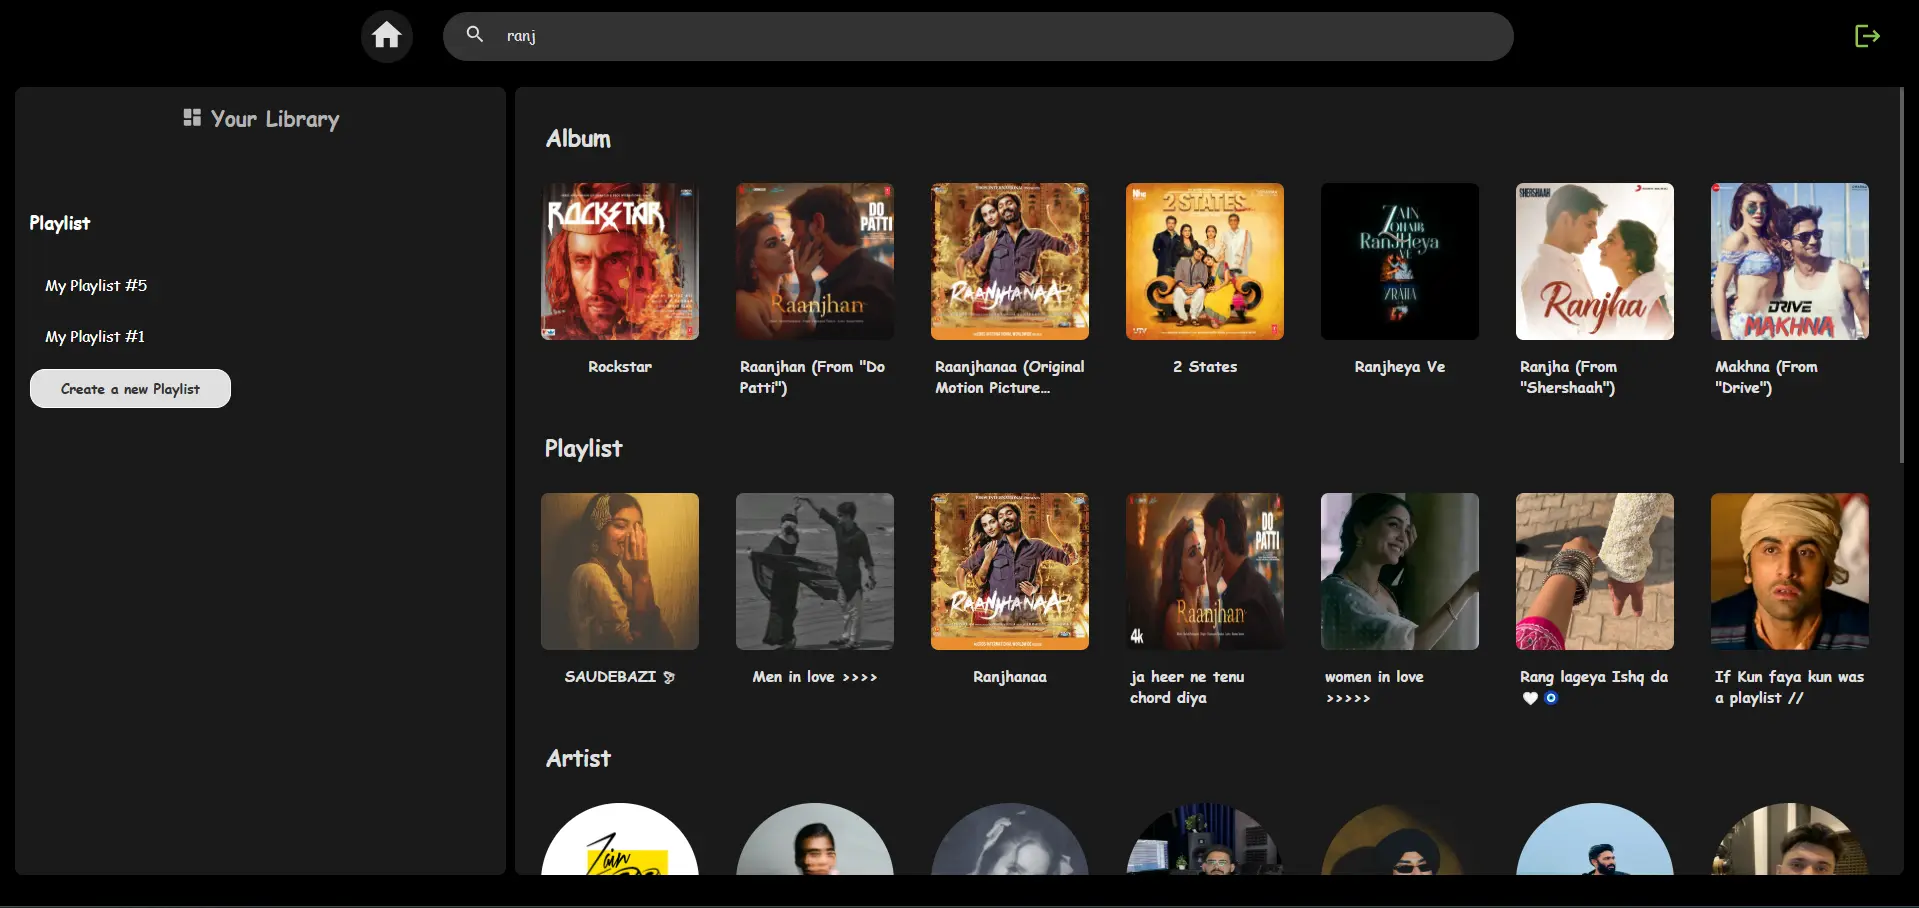 ranj
Your Library
Playlist
My Playlist #5
My Playlist #1
Create a new Playlist
Album
ROCKSTAR
DO
PATTI
Raanjhan
RAANJHANAA
2 STATES
UTV
ZAIN
ZOHAIB
RanJHeya
VE
SHERSHAAH
Ranjha
DRIVE
MAKHNA
Rockstar
Raanjhan (From "Do
Patti")
Raanjhanaa (Original
Motion Picture...
2 States
Ranjheya Ve
Ranjha (From
"Shershaah")
Makhna (From
"Drive")
Playlist
RAANJHANAA
DO
PATTI
Raanjhan
4k
SAUDEBAZI 🕊
Men in love >>>>
Ranjhanaa
ja heer ne tenu
chord diya
women in love
>>>>>
Rang lageya Ishq da
🤍 🧿
If Kun faya kun was
a playlist //
Artist
Zain